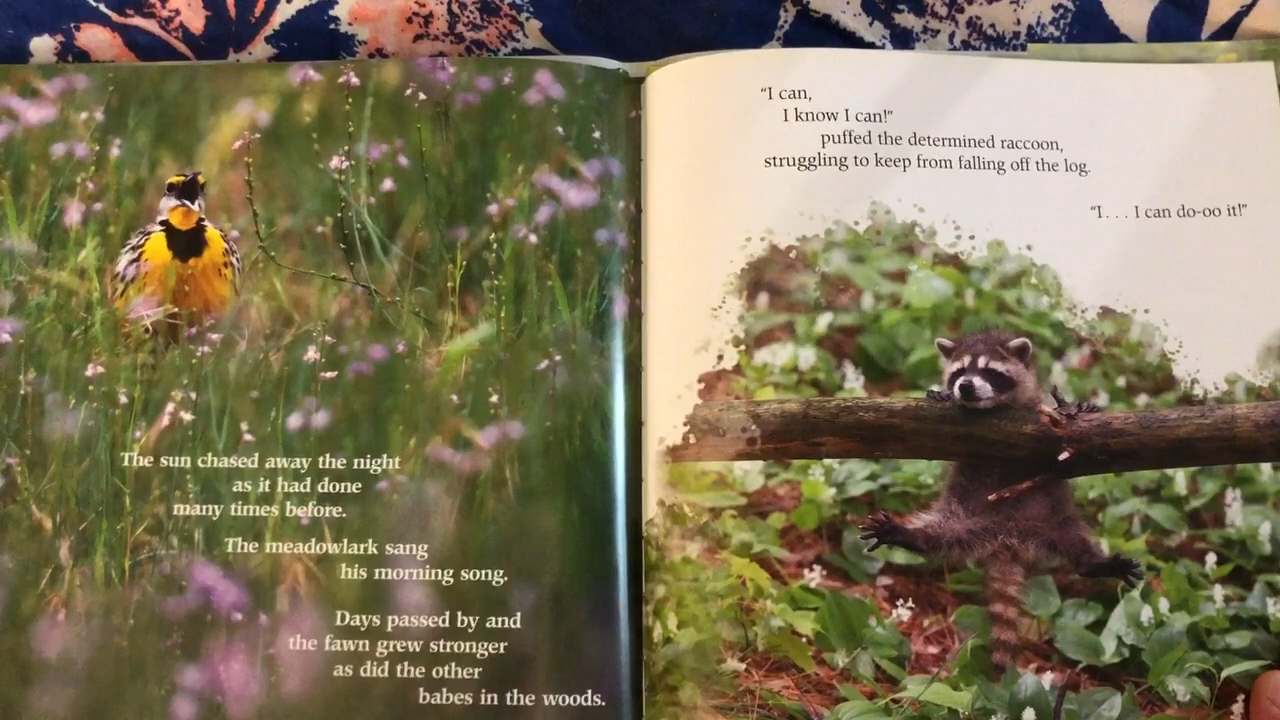 The sun chased away the night
as it had done
many times before.
The meadowlark sang
his morning song.
Days passed by and
the fawn grew stronger
as did the other
babes in the woods.
“I can,
I know I can!”
puffed the determined raccoon,
struggling to keep from falling off the log.
“I. . . I can do-oo it!”